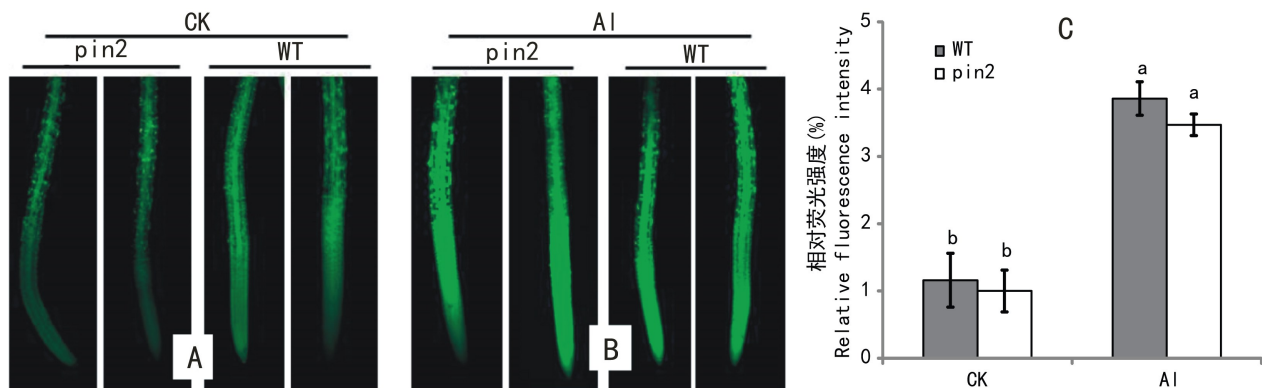 CK
pin2 WT
A
Al
pin2 WT
B
C
WT
pin2
相对荧光强度(%)
Relative fluorescence intensity
5
4
3
2
1
0
b b
a a
CK Al